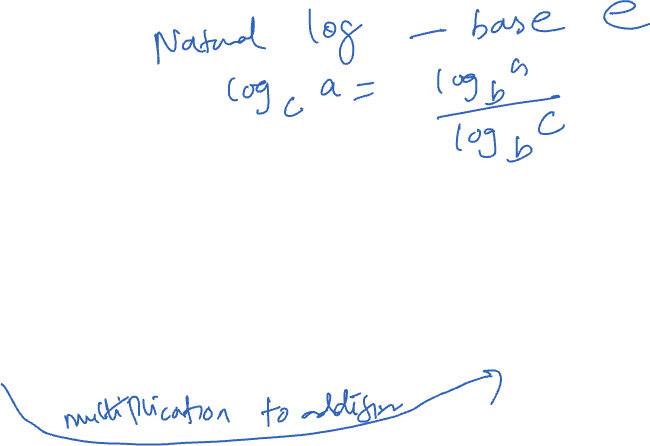 Natural log — base e
log_c a = log_b a / log_b c
multiplication to addition